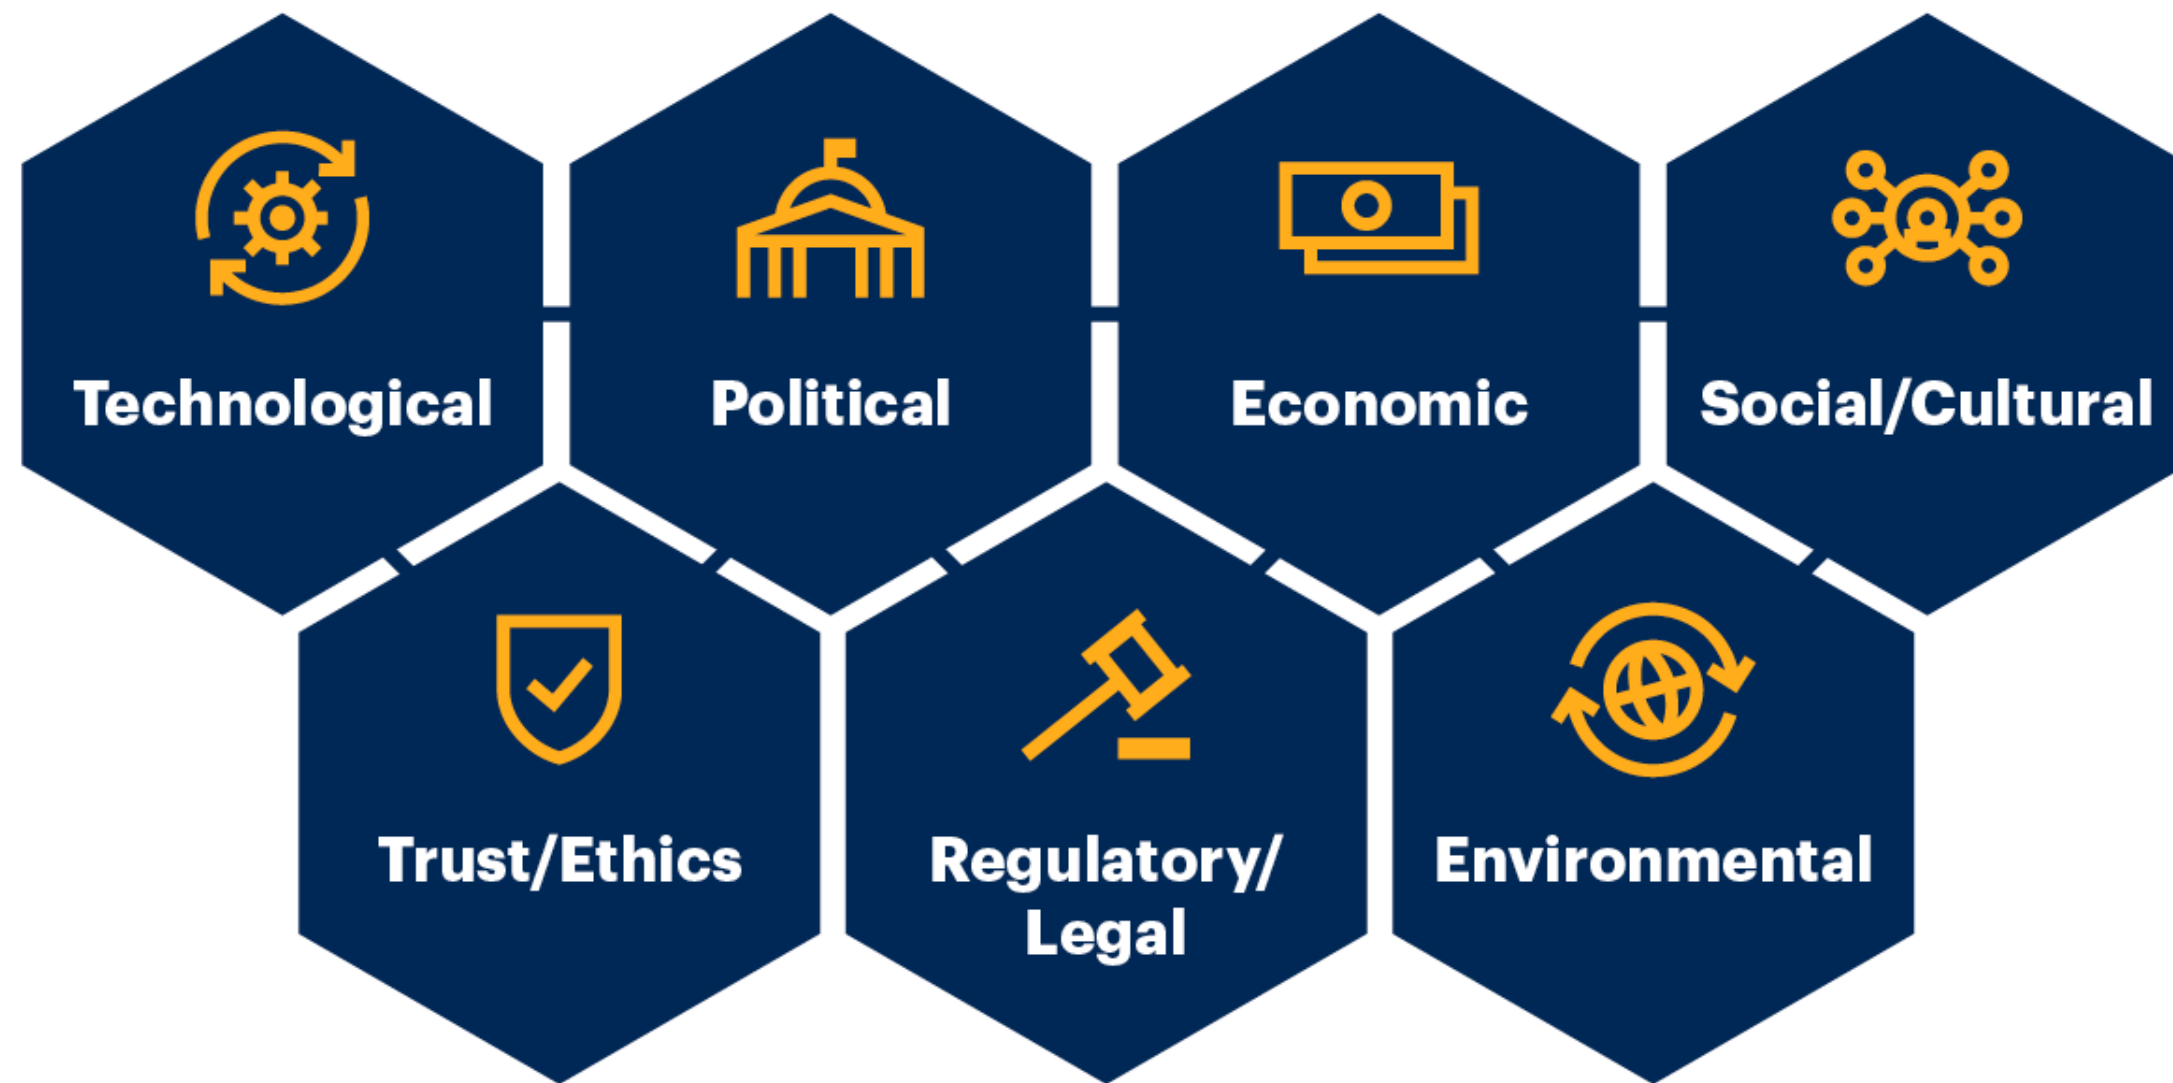 Technological
Political
Economic
Social/Cultural
Trust/Ethics
Regulatory/
Legal
Environmental